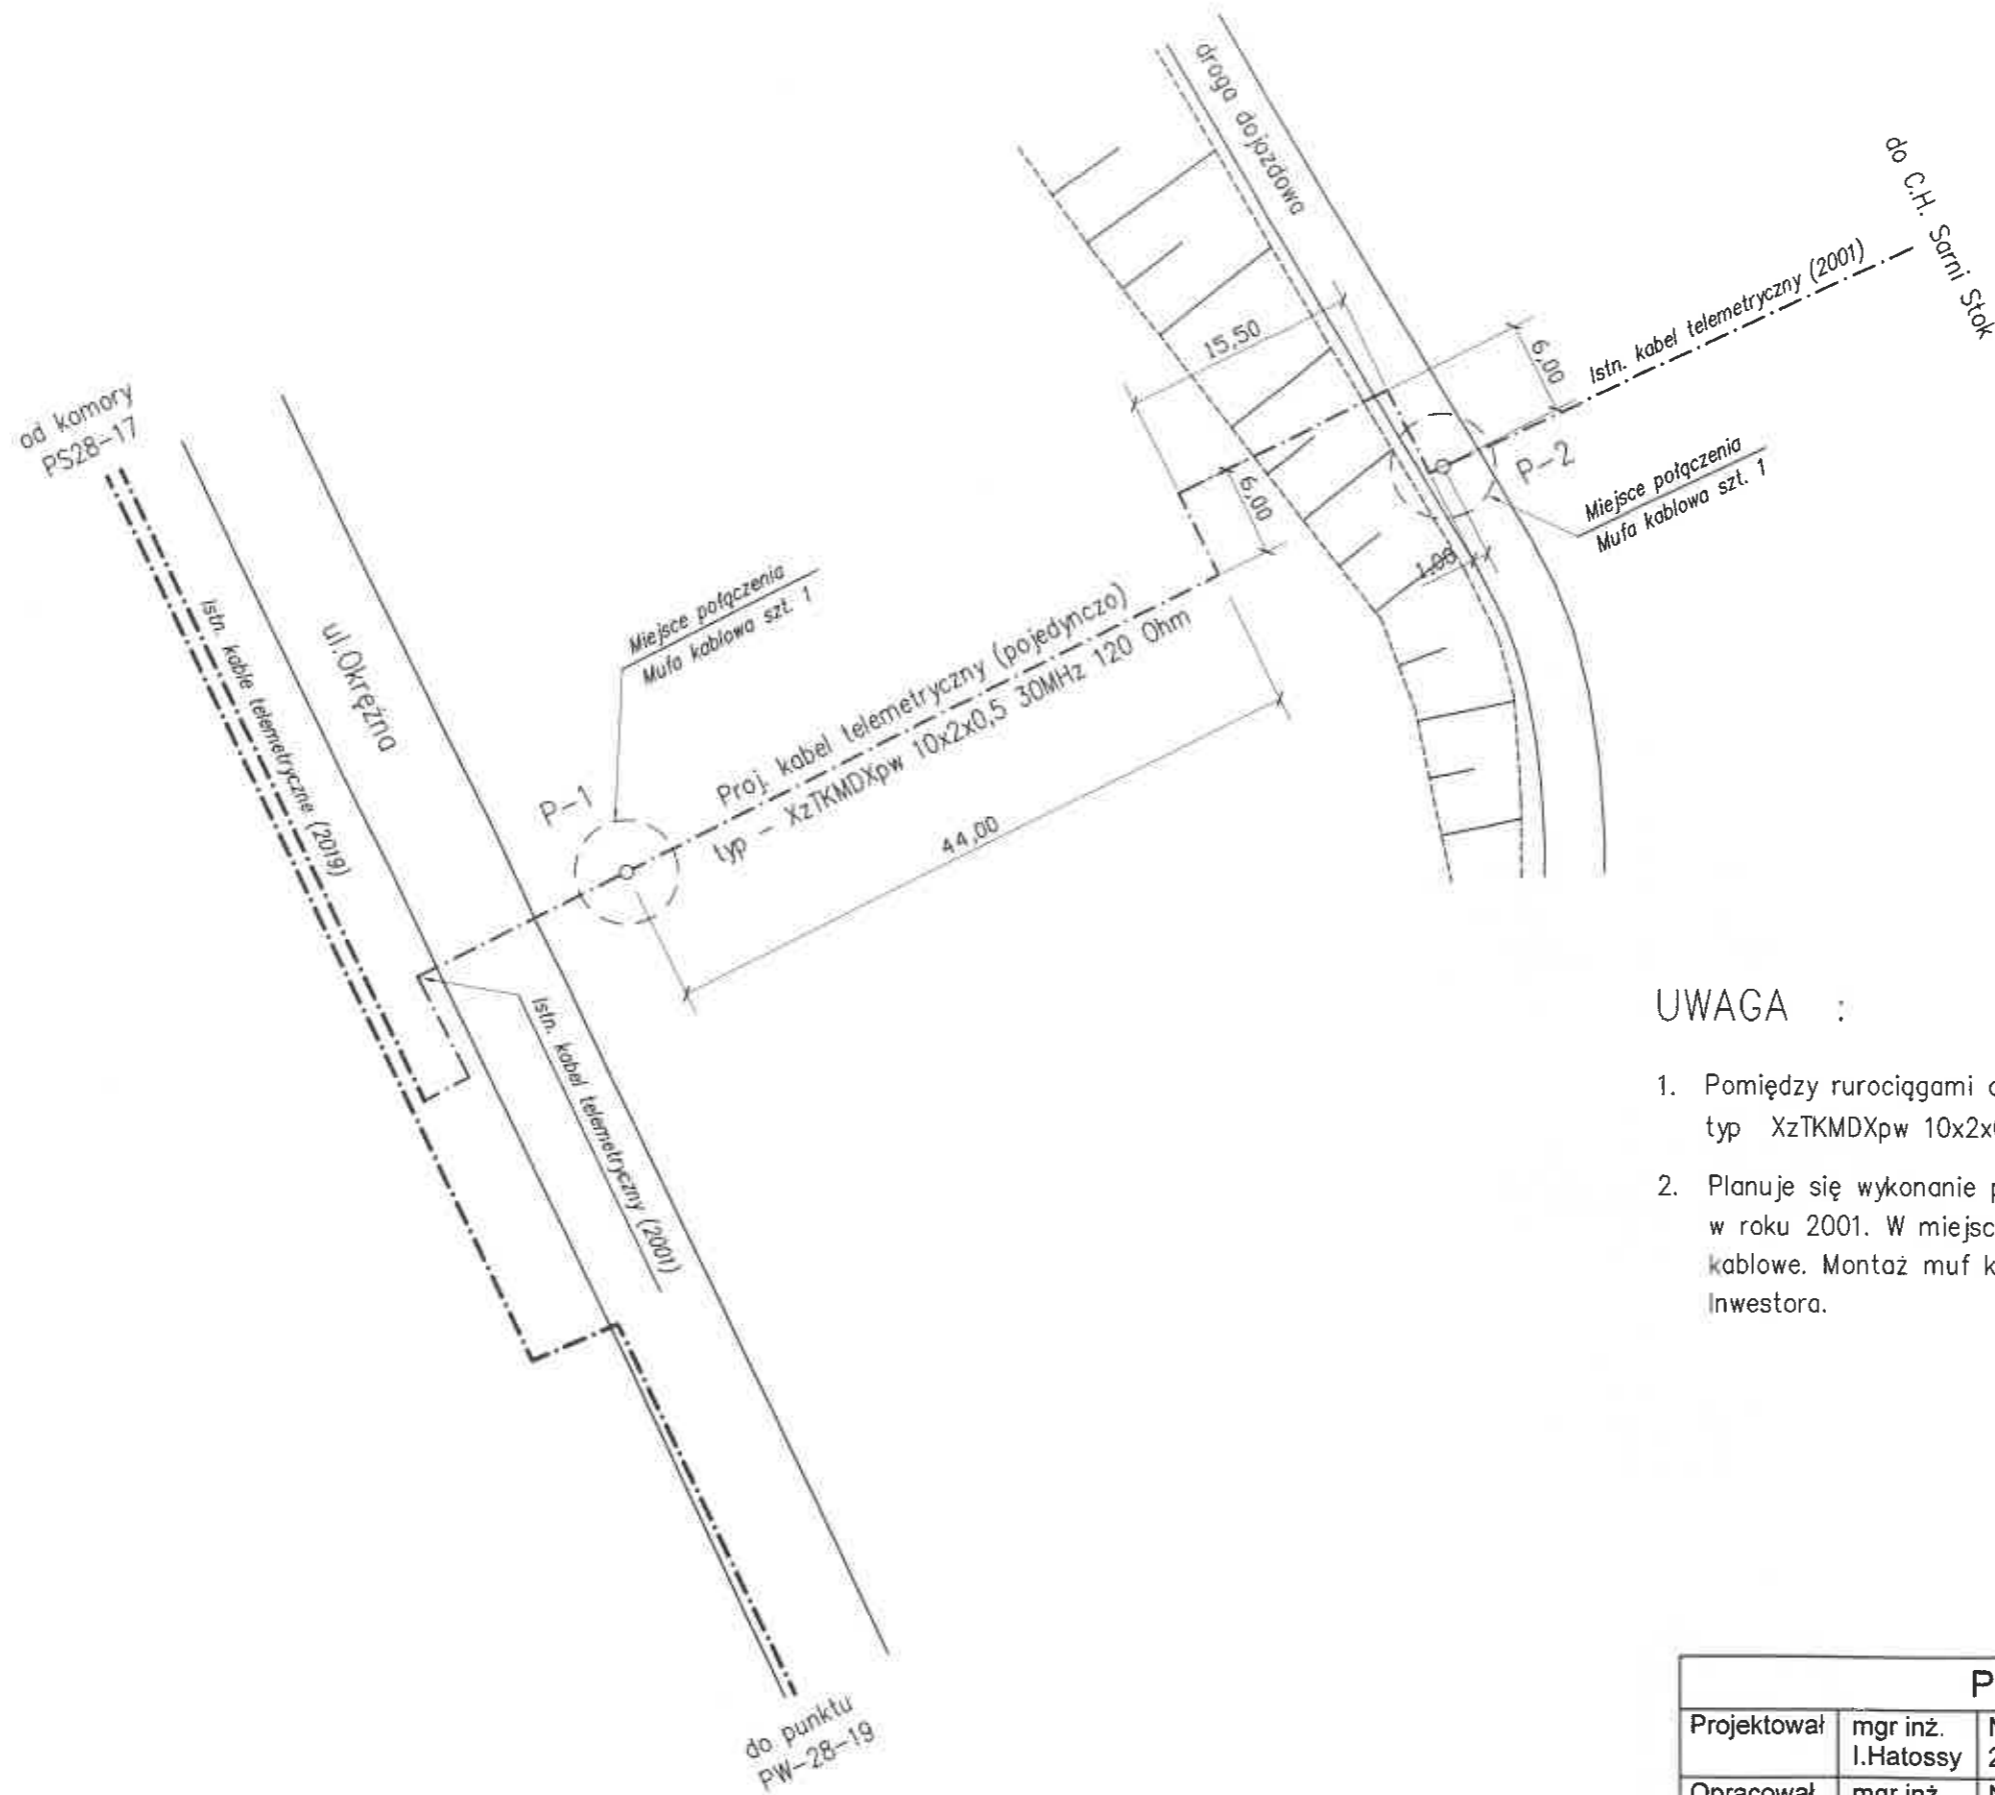 droga dojazdowa
do C.H. Sarni Stok
Istn. kabel telemetryczny (2001)
15,50
6,00
od komory
PS28-17
P-2
Miejsce połączenia
Mufa kablowa szt. 1
6,00
1,00
Istn. kable telemetryczne (2019)
ul.Okrężna
Miejsce połączenia
Mufa kablowa szt. 1
Proj. kabel telemetryczny (pojedynczo)
typ - XzTKMDXpw 10x2x0,5 30MHz 120 Ohm
P-1
44,00
Istn. kabel telemetryczny (2001)
UWAGA :
1. Pomiędzy rurociągami
typ XzTKMDXpw 10x2x
2. Planuje się wykonanie
w roku 2001. W miejsc
kablowe. Montaż muf k
Inwestora.
do punktu
PW-28-19
P
Projektował mgr inż. N
I.Hatossy 2
Opracował mgr inż. N